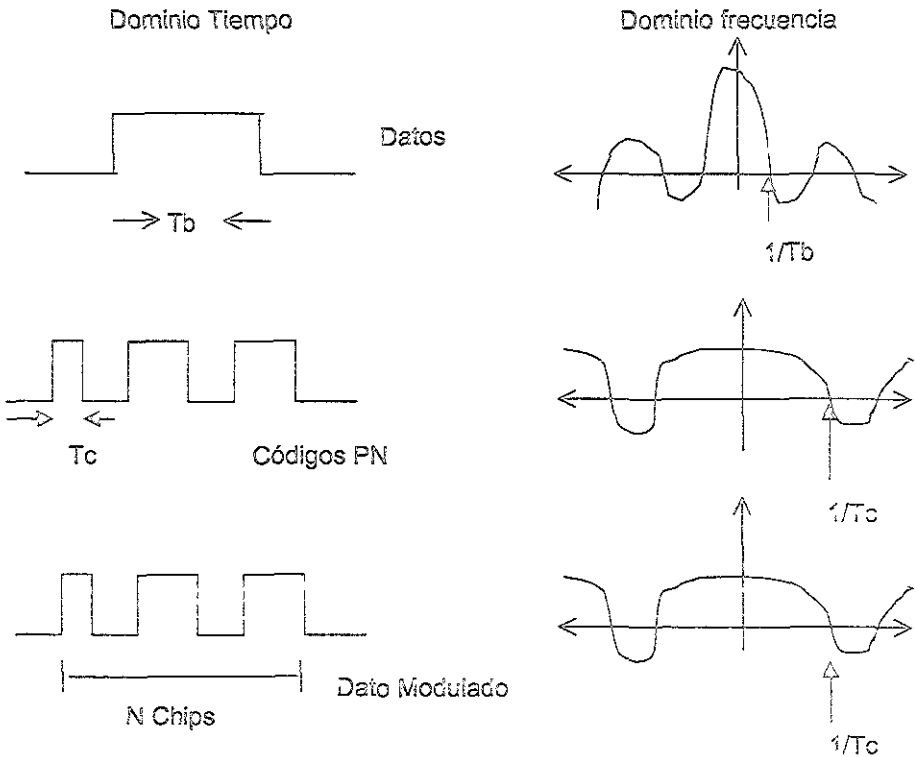 Dominio Tiempo
Dominio frecuencia
Datos
Tb
1/Tb
Tc
Códigos PN
1/Tc
N Chips
Dato Modulado
1/Tc